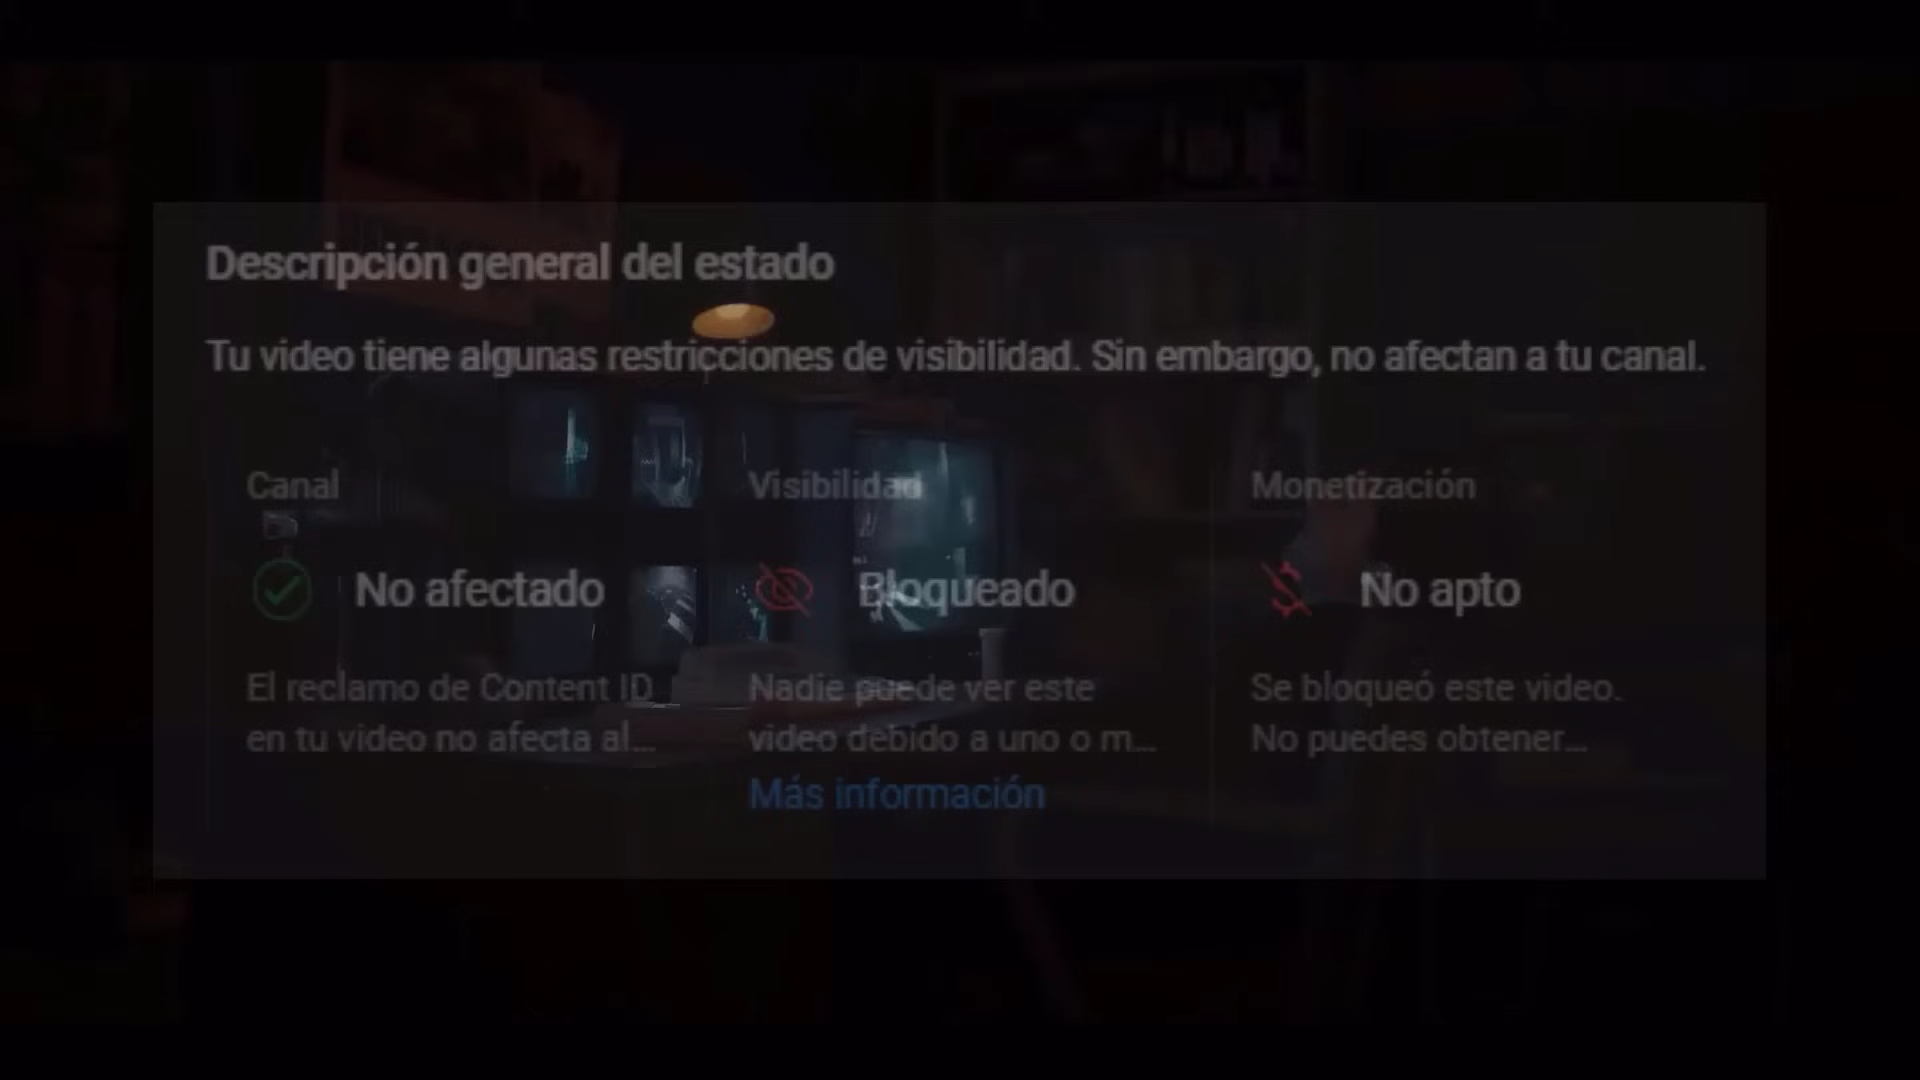 Descripción general del estado
Tu video tiene algunas restricciones de visibilidad. Sin embargo, no afectan a tu canal.
Canal
No afectado
El reclamo de Content ID
en tu video no afecta al...
Visibilidad
Bloqueado
Nadie puede ver este
video debido a uno o m...
Más información
Monetización
No apto
Se bloqueó este video.
No puedes obtener...